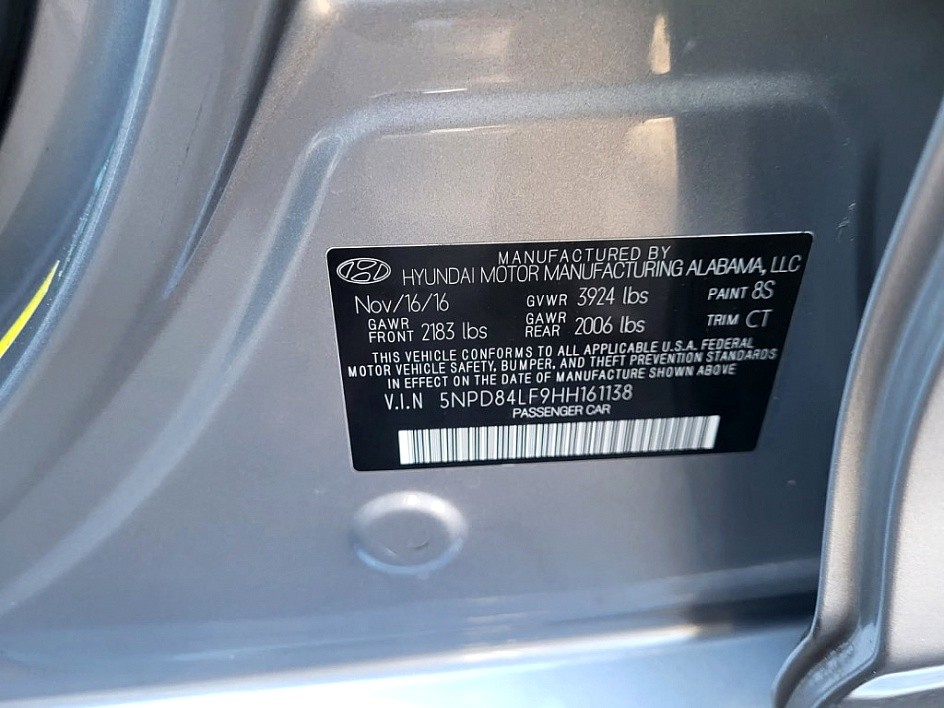 MANUFACTURED BY
HYUNDAI MOTOR MANUFACTURING ALABAMA, LLC
Nov/16/16 GVWR 3924 lbs PAINT 8S
GAWR FRONT 2183 lbs GAWR REAR 2006 lbs TRIM CT
THIS VEHICLE CONFORMS TO ALL APPLICABLE U.S.A. FEDERAL
MOTOR VEHICLE SAFETY, BUMPER, AND THEFT PREVENTION STANDARDS
IN EFFECT ON THE DATE OF MANUFACTURE SHOWN ABOVE
V.I.N 5NPD84LF9HH161138
PASSENGER CAR